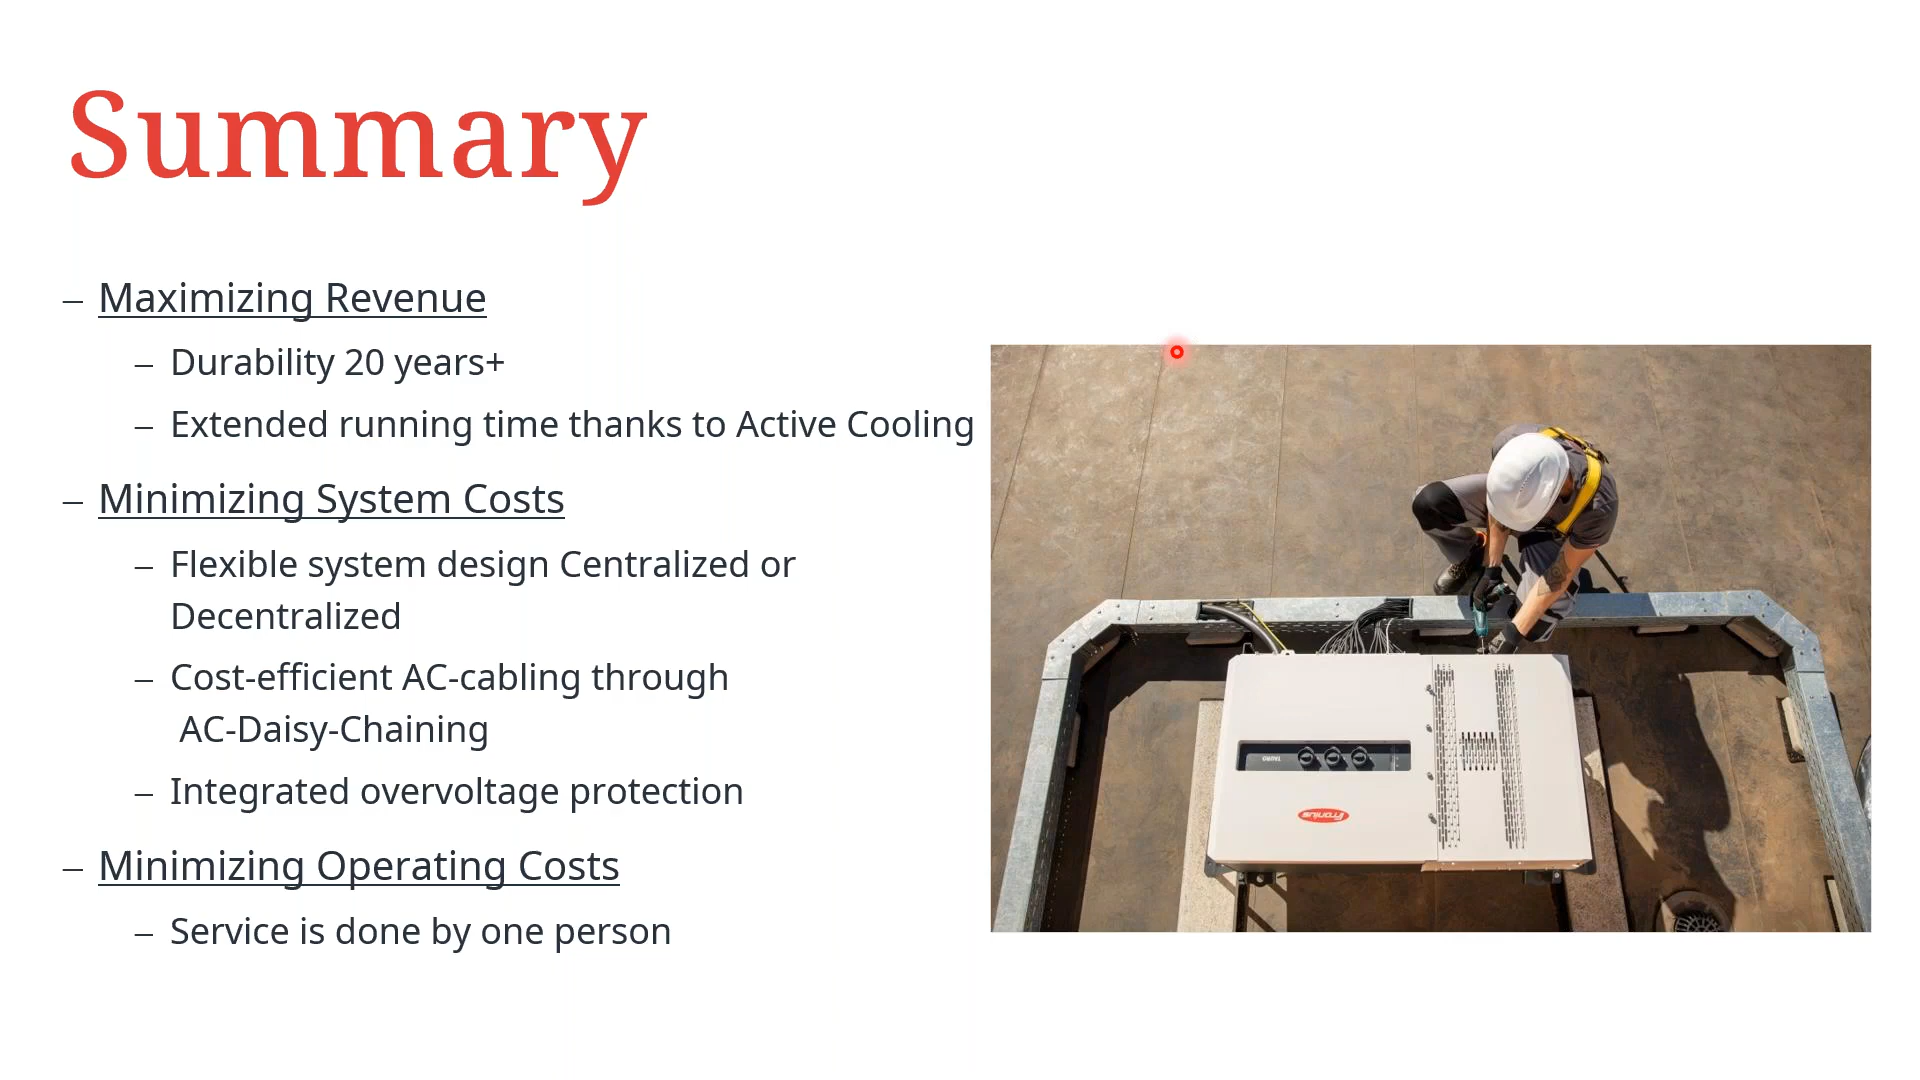 Summary
– Maximizing Revenue
– Durability 20 years+
– Extended running time thanks to Active Cooling
– Minimizing System Costs
– Flexible system design Centralized or
Decentralized
– Cost-efficient AC-cabling through
AC-Daisy-Chaining
– Integrated overvoltage protection
– Minimizing Operating Costs
– Service is done by one person
TAURO
Fronius